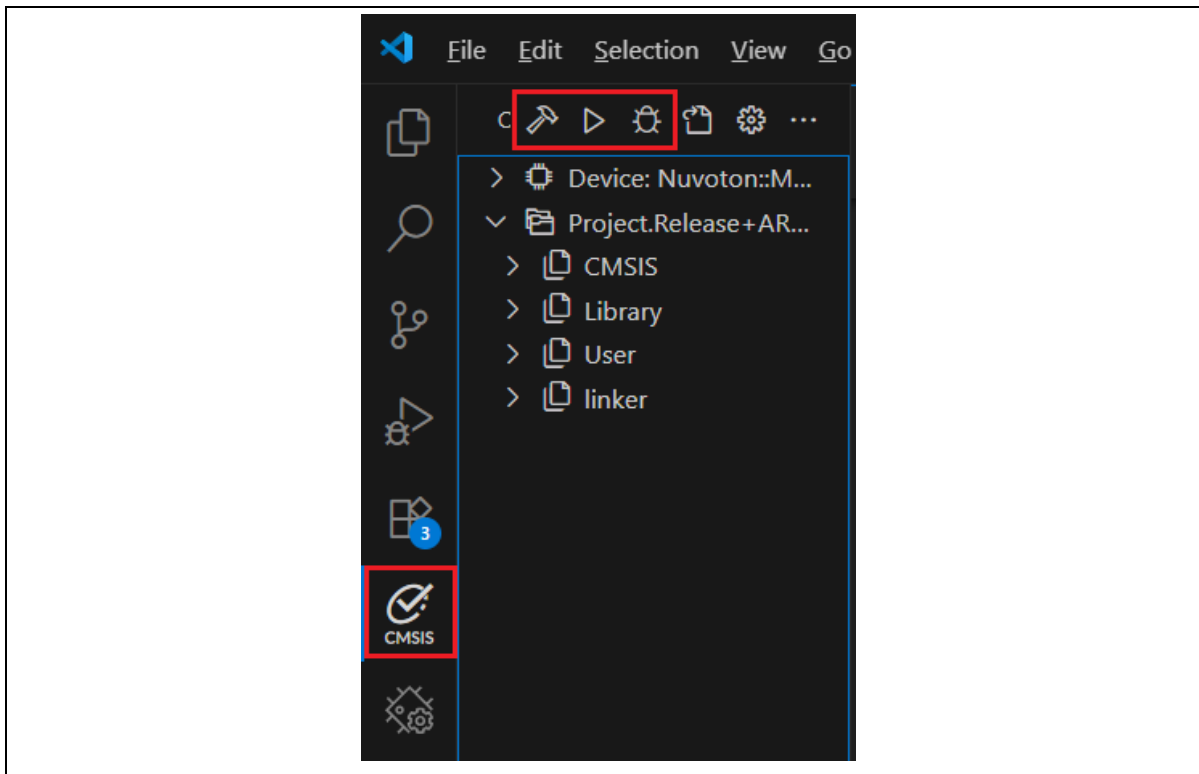 File Edit Selection View Go
C
Device: Nuvoton::M...
Project.Release+AR...
CMSIS
Library
User
linker
3
CMSIS